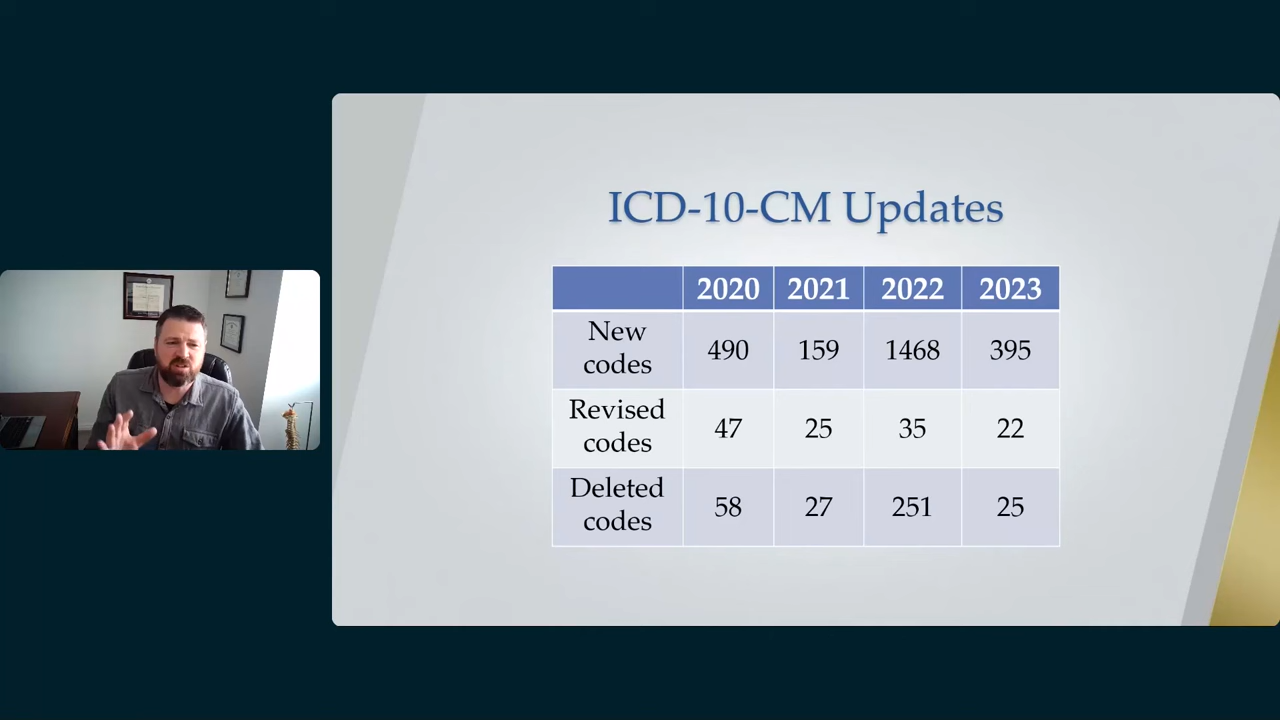 ICD-10-CM Updates
2020 2021 2022 2023
New codes 490 159 1468 395
Revised codes 47 25 35 22
Deleted codes 58 27 251 25